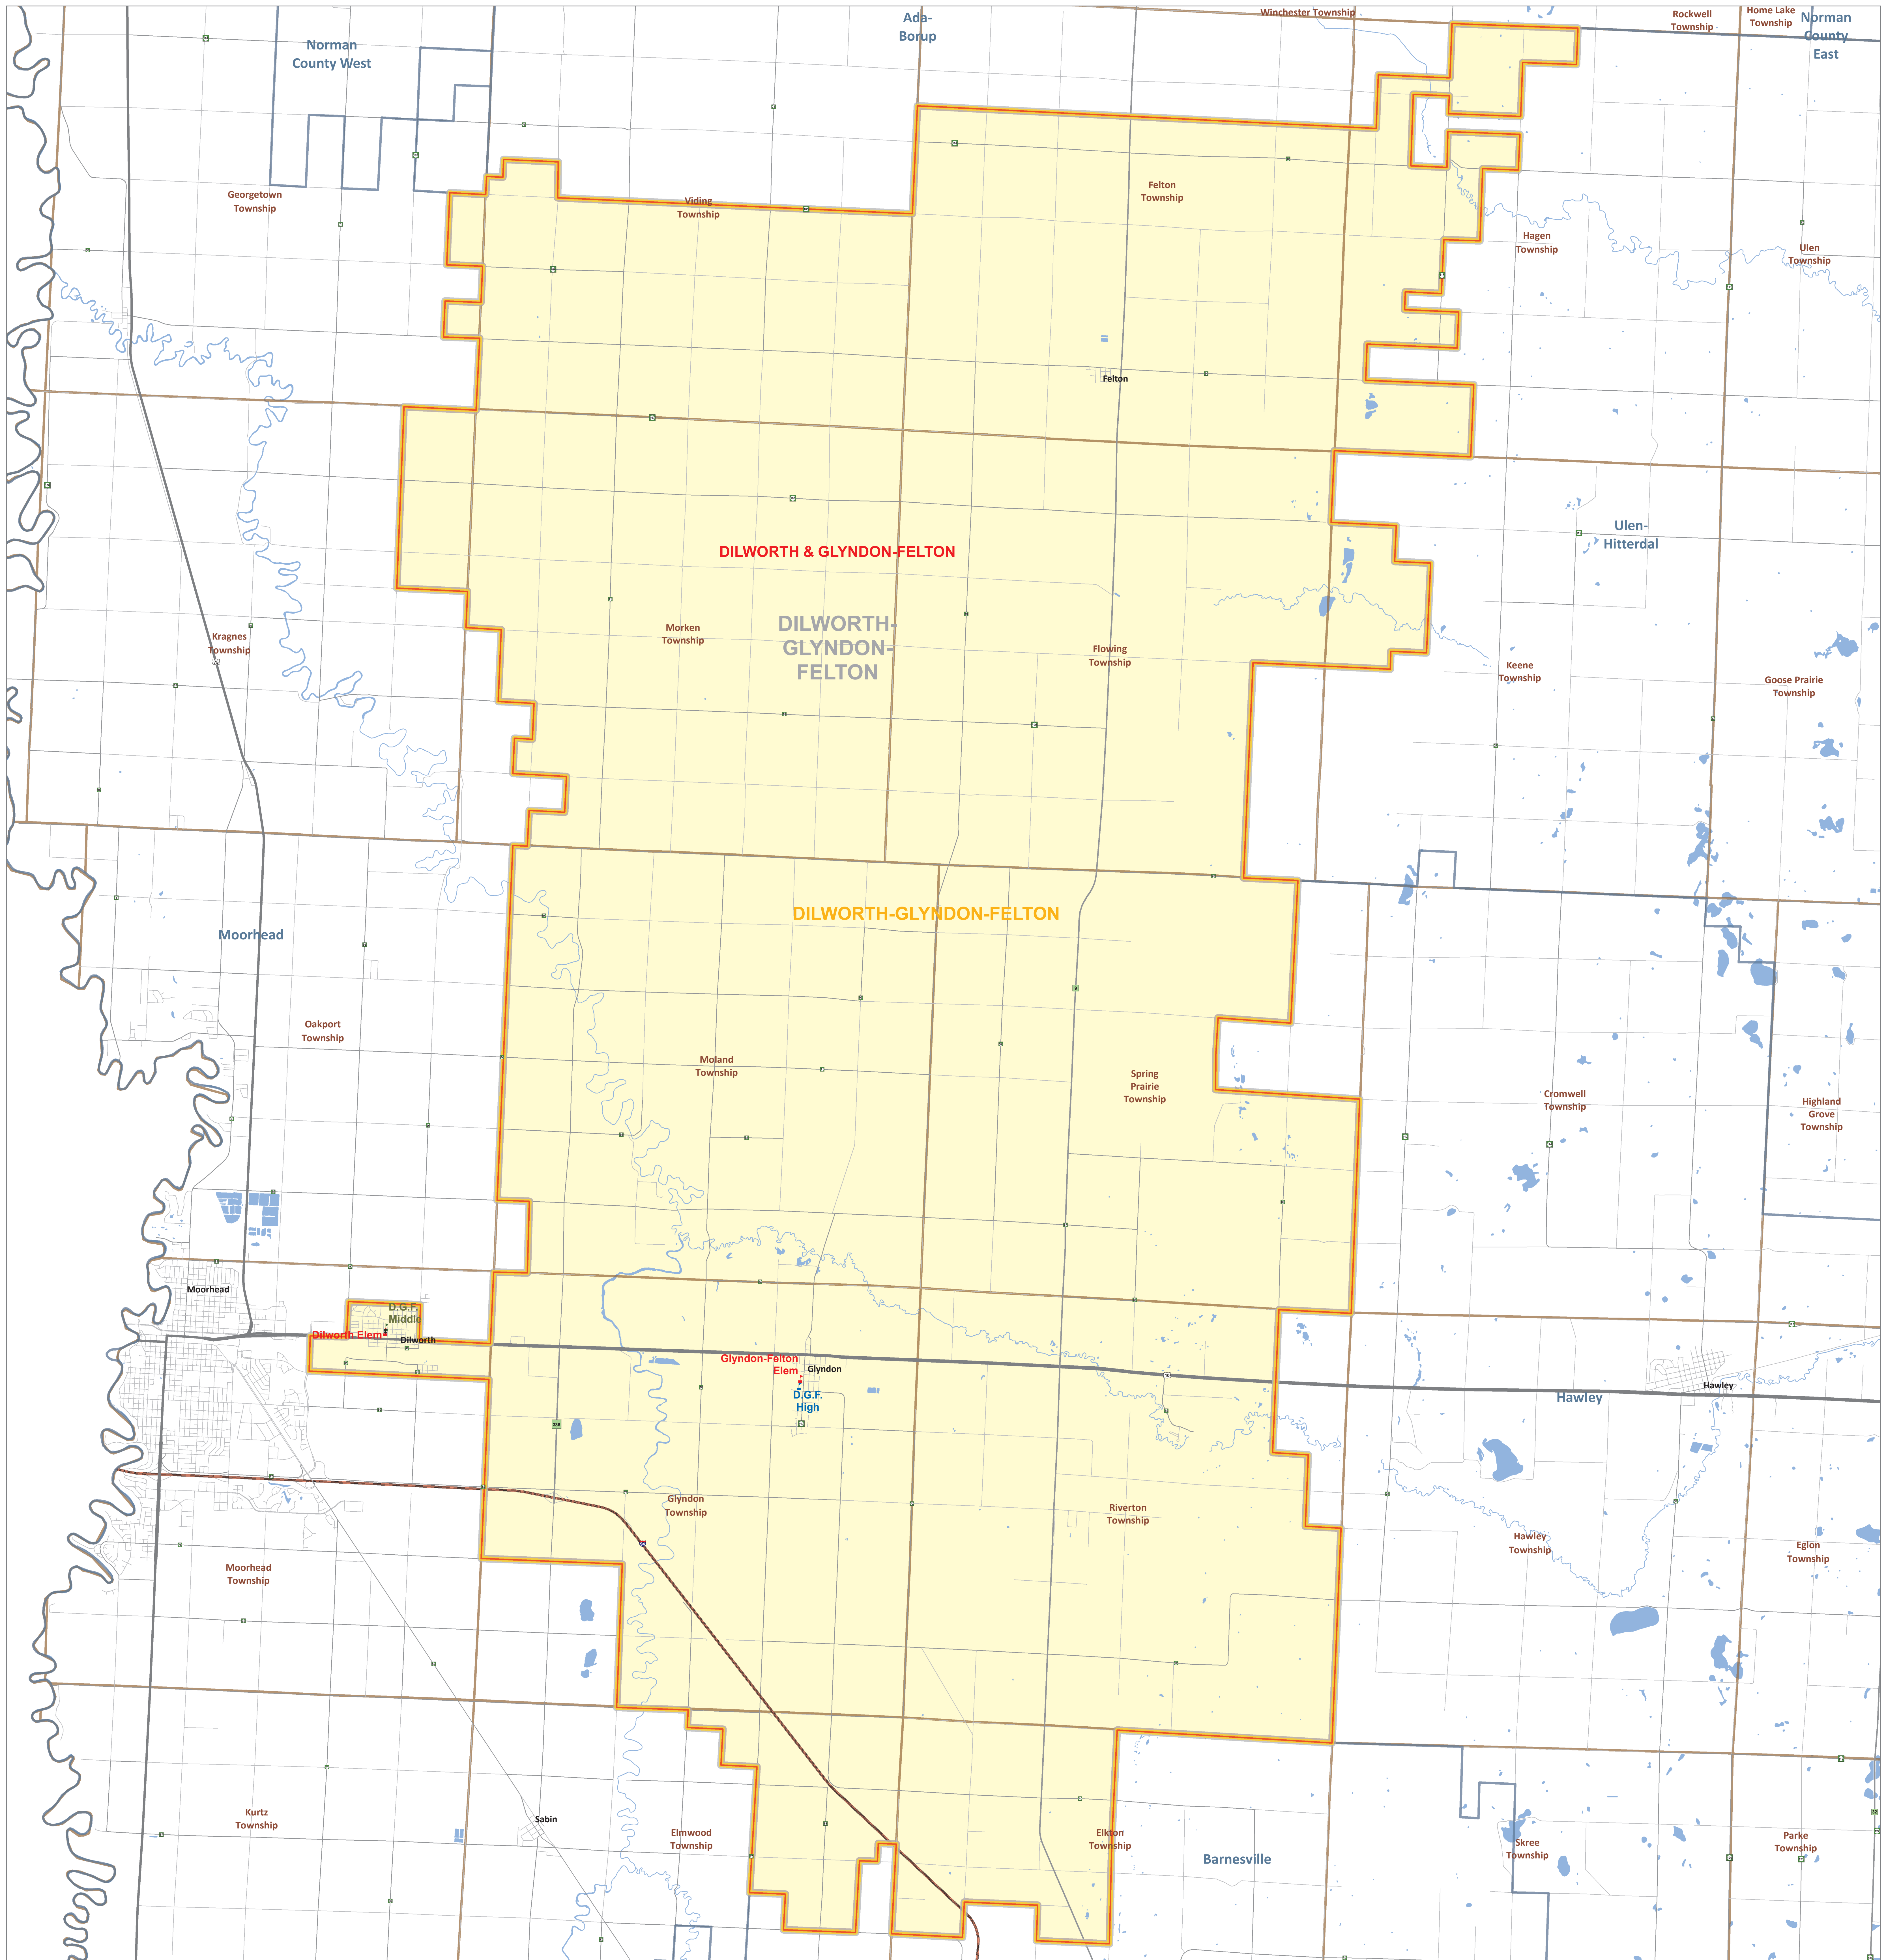 Ada-
Borup
Winchester Township
Rockwell
Township
Home Lake
Township
Norman
County
East
Norman
County West
Georgetown
Township
Viding
Township
Felton
Township
Hagen
Township
Ulen
Township
Felton
DILWORTH & GLYNDON-FELTON
Ulen-
Hitterdal
DILWORTH-
GLYNDON-
FELTON
Kragnes
Township
Morken
Township
Flowing
Township
Keene
Township
Goose Prairie
Township
DILWORTH-GLYNDON-FELTON
Moorhead
Oakport
Township
Moland
Township
Spring
Prairie
Township
Cromwell
Township
Highland
Grove
Township
Moorhead
D.G.F.
Middle
Dilworth Elem
Dilworth
Glyndon-Felton
Elem
Glyndon
D.G.F.
High
Hawley
Hawley
336
Glyndon
Township
Riverton
Township
Hawley
Township
Eglon
Township
Moorhead
Township
Kurtz
Township
Sabin
Elmwood
Township
Elkton
Township
Barnesville
Skree
Township
Parke
Township